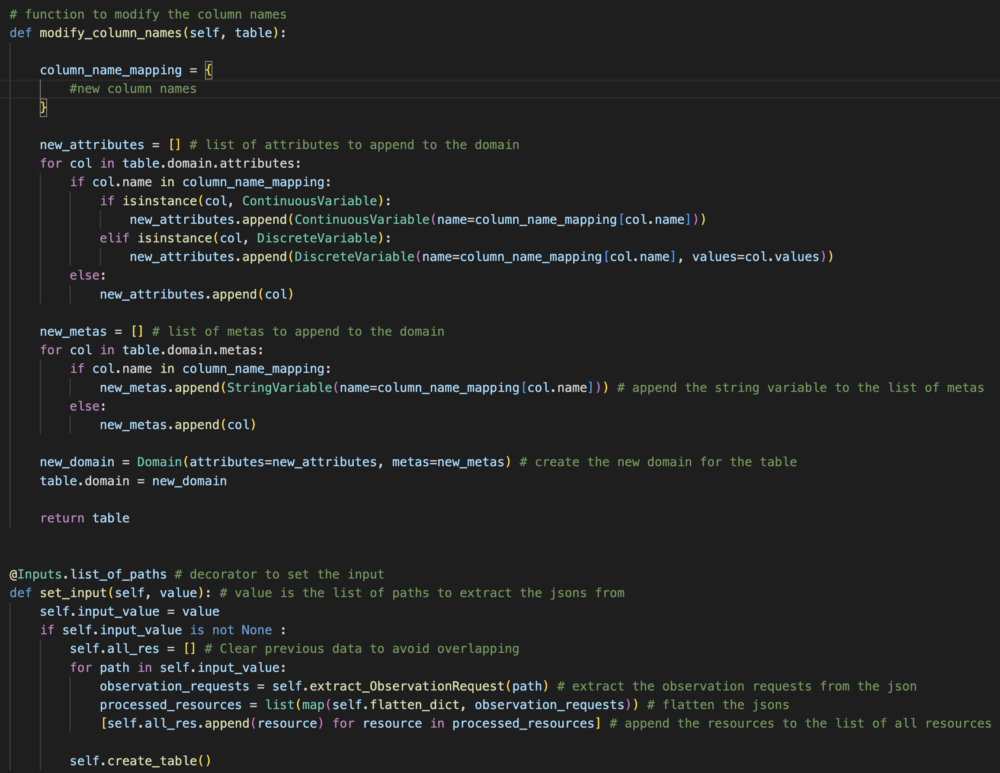 # function to modify the column names
def modify_column_names(self, table):
    column_name_mapping = {
        #new column names
    }
    new_attributes = [] # list of attributes to append to the domain
    for col in table.domain.attributes:
        if col.name in column_name_mapping:
            if isinstance(col, ContinuousVariable):
                new_attributes.append(ContinuousVariable(name=column_name_mapping[col.name]))
            elif isinstance(col, DiscreteVariable):
                new_attributes.append(DiscreteVariable(name=column_name_mapping[col.name], values=col.values))
        else:
            new_attributes.append(col)
    new_metas = [] # list of metas to append to the domain
    for col in table.domain.metas:
        if col.name in column_name_mapping:
            new_metas.append(StringVariable(name=column_name_mapping[col.name])) # append the string variable to the list of metas
        else:
            new_metas.append(col)
    new_domain = Domain(attributes=new_attributes, metas=new_metas) # create the new domain for the table
    table.domain = new_domain
    return table
@Inputs.list_of_paths # decorator to set the input
def set_input(self, value): # value is the list of paths to extract the jsons from
    self.input_value = value
    if self.input_value is not None :
        self.all_res = [] # Clear previous data to avoid overlapping
        for path in self.input_value:
            observation_requests = self.extract_ObservationRequest(path) # extract the observation requests from the json
            processed_resources = list(map(self.flatten_dict, observation_requests)) # flatten the jsons
            [self.all_res.append(resource) for resource in processed_resources] # append the resources to the list of all resources
        self.create_table()